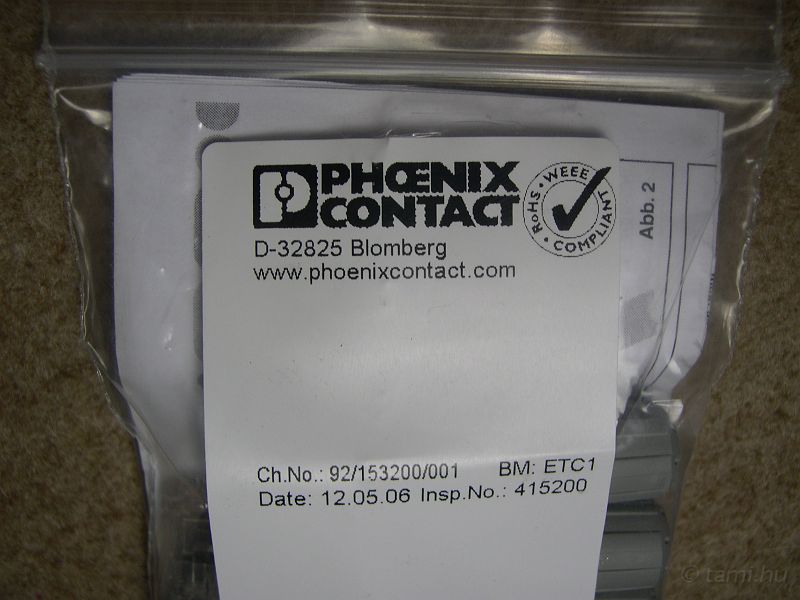 PHŒNIX
CONTACT
RoHS · WEEE · COMPLIANT
D-32825 Blomberg
www.phoenixcontact.com
Abb. 2
Ch.No.: 92/153200/001 BM: ETC1
Date: 12.05.06 Insp.No.: 415200
© tami.hu